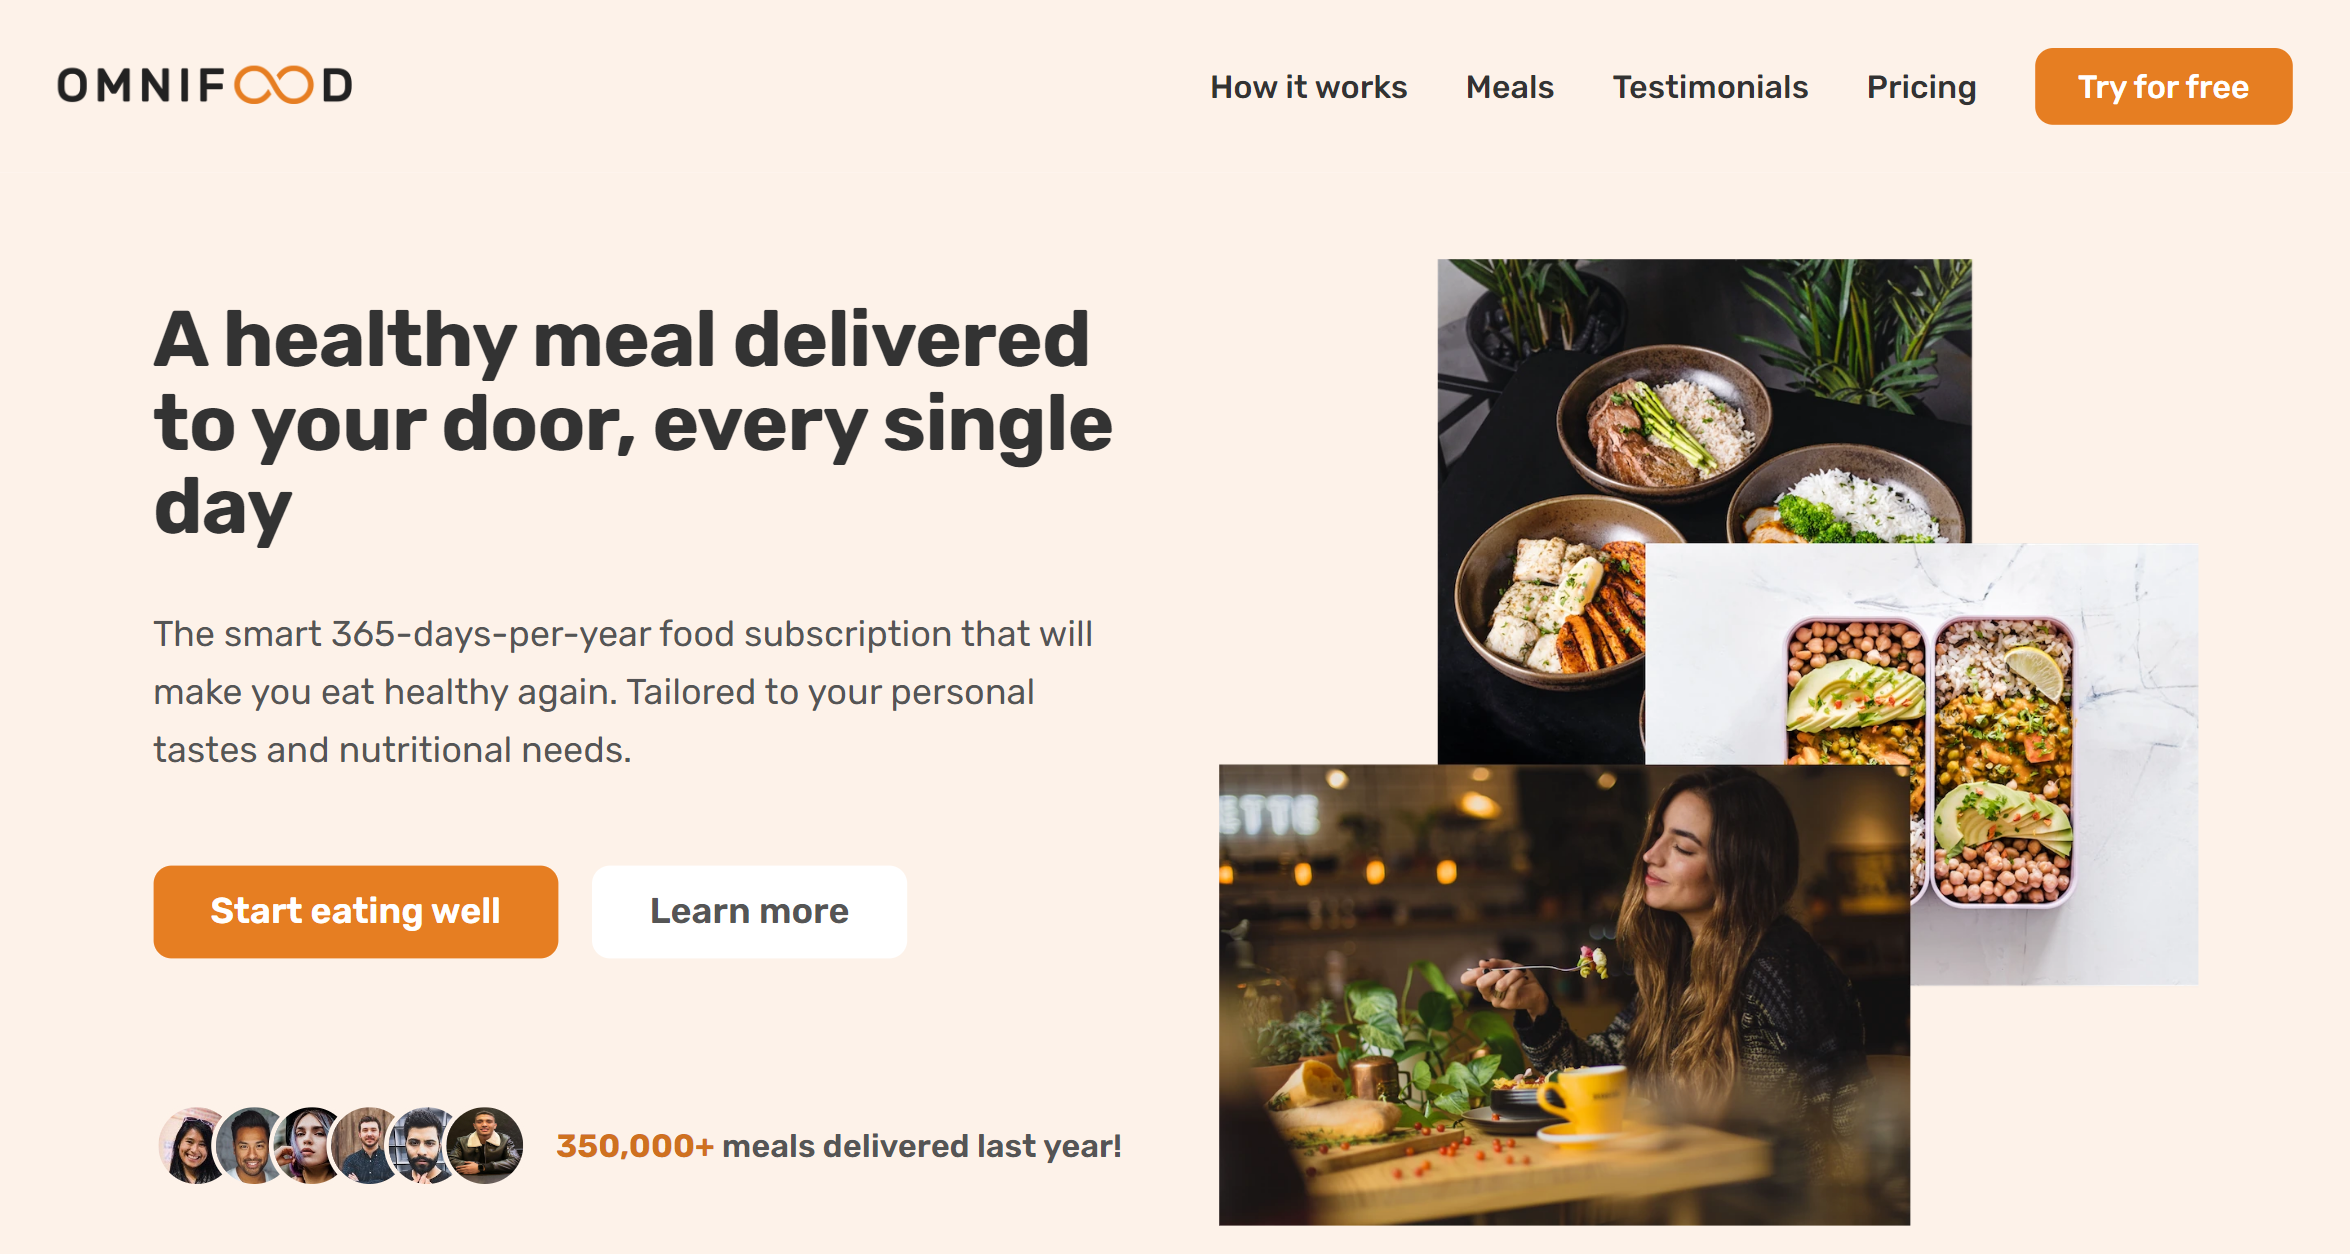 OMNIFOOD
How it works Meals Testimonials Pricing Try for free
A healthy meal delivered
to your door, every single
day
The smart 365-days-per-year food subscription that will
make you eat healthy again. Tailored to your personal
tastes and nutritional needs.
Start eating well Learn more
350,000+ meals delivered last year!
ETTE